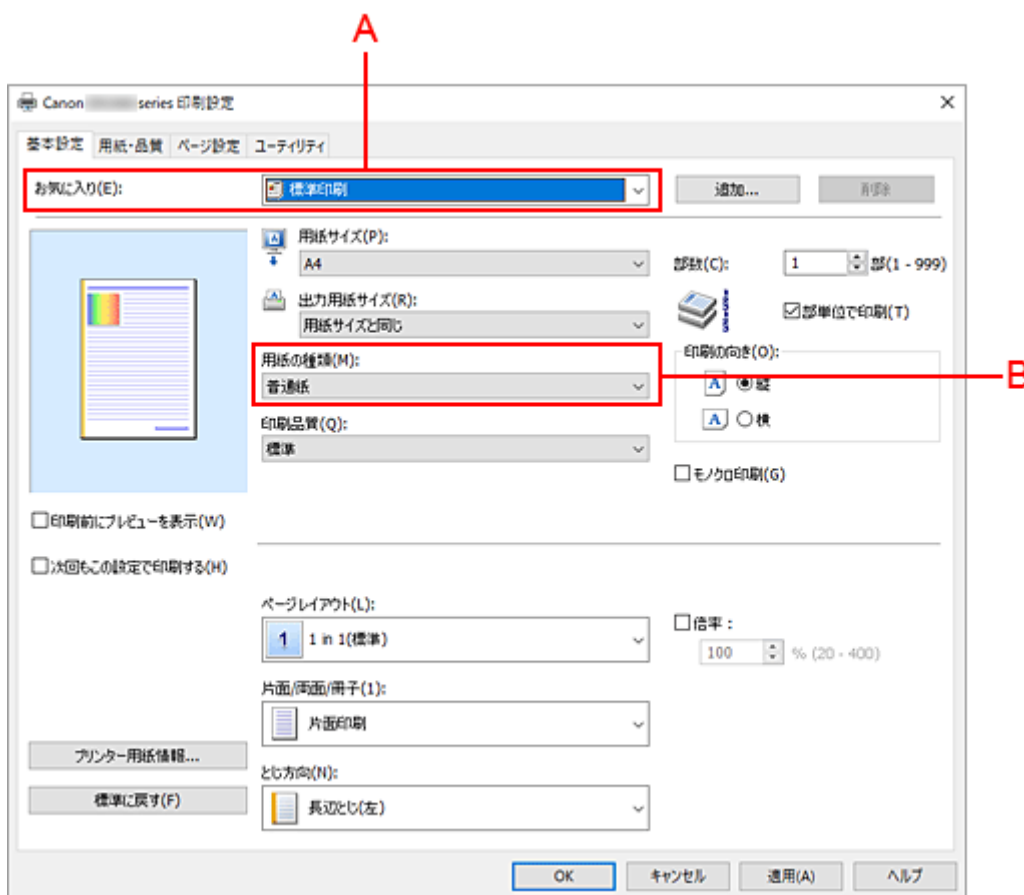 A
Canon series 印刷設定
基本設定 用紙・品質 ページ設定 ユーティリティ
お気に入り(E): 標準印刷 追加... 削除
用紙サイズ(P):
A4
部数(C): 1 部(1 - 999)
出力用紙サイズ(R):
用紙サイズと同じ
部単位で印刷(T)
用紙の種類(M):
普通紙
印刷の向き(O):
B
A 縦
印刷品質(Q):
標準
A 横
モノクロ印刷(G)
印刷前にプレビューを表示(W)
次回もこの設定で印刷する(H)
ページレイアウト(L):
1 1 in 1(標準)
倍率:
100 % (20 - 400)
片面/両面/冊子(1):
片面印刷
プリンター用紙情報...
とじ方向(N):
標準に戻す(F)
長辺とじ(左)
OK キャンセル 適用(A) ヘルプ